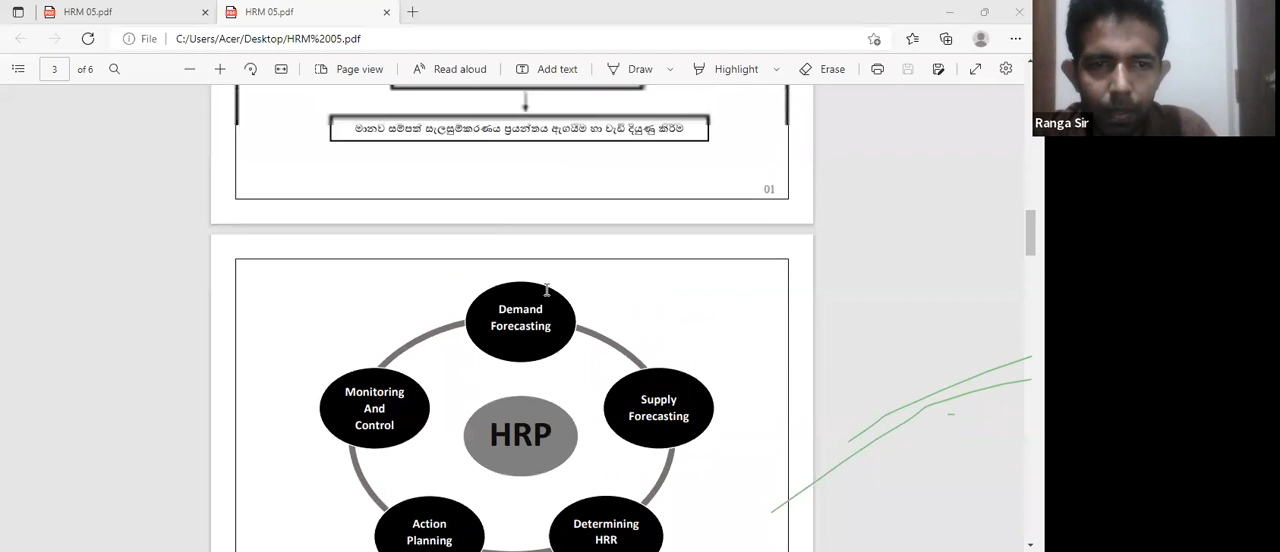 HRM 05.pdf
HRM 05.pdf
File
C:/Users/Acer/Desktop/HRM%2005.pdf
3 of 6
Page view
Read aloud
Add text
Draw
Highlight
Erase
Ranga Sir
මානව සම්පත් සැලසුම්කරණය ප්‍රයත්නය ඇගයීම හා වැඩි දියුණු කිරීම
01
Demand
Forecasting
Monitoring
And
Control
Supply
Forecasting
HRP
Action
Planning
Determining
HRR